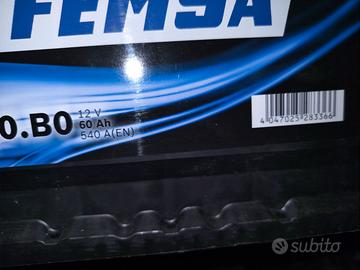 FEMSA
0.B0
12 V
60 Ah
540 A(EN)
4 047025 283366
subito